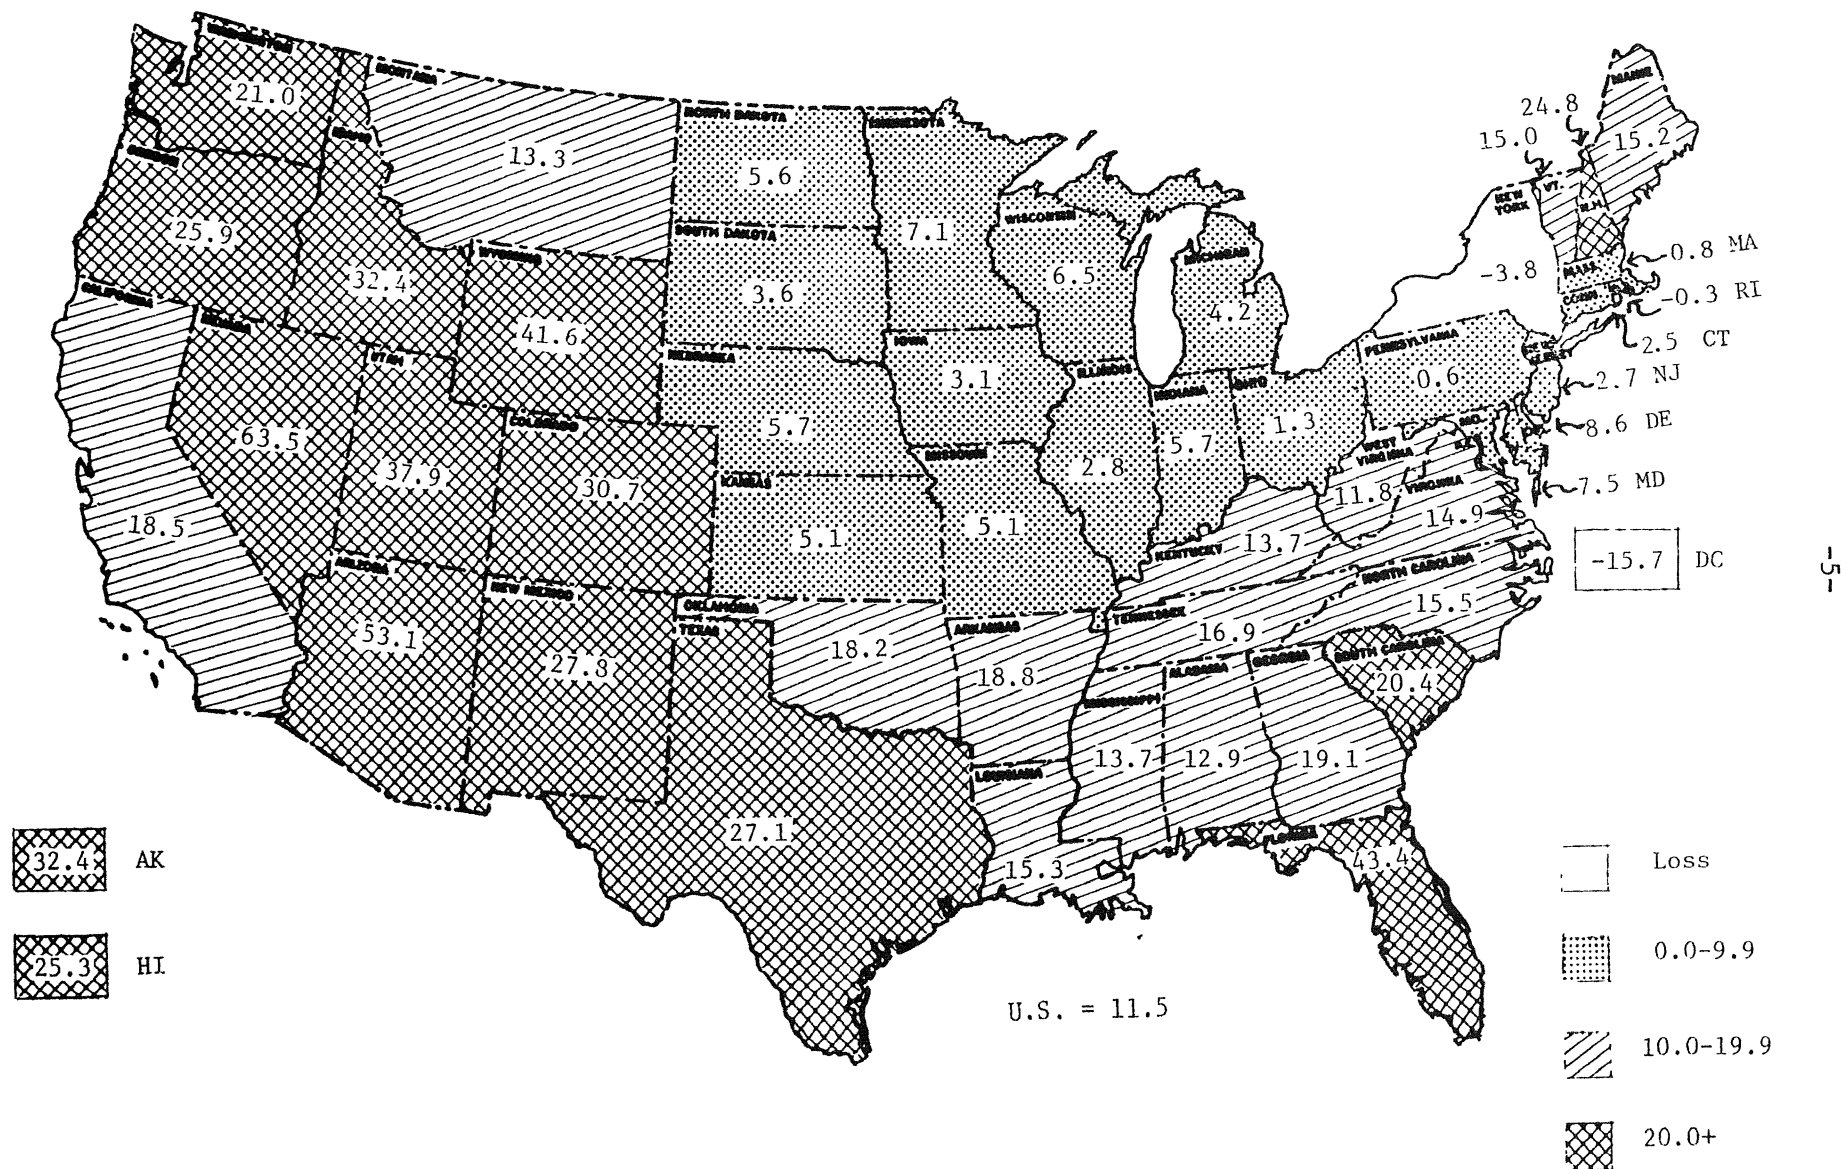 WASHINGTON
21.0
MONTANA
13.3
IDAHO
32.4
OREGON
25.9
NORTH DAKOTA
5.6
MINNESOTA
7.1
SOUTH DAKOTA
3.6
WISCONSIN
6.5
MICHIGAN
4.2
MAINE
15.2
24.8
15.0
NEW
YORK
-3.8
VT.
N.H.
MASS.
0.8 MA
CONN.
-0.3 RI
2.5 CT
CALIFORNIA
18.5
NEVADA
63.5
UTAH
37.9
WYOMING
41.6
COLORADO
30.7
NEBRASKA
5.7
KANSAS
5.1
IOWA
3.1
MISSOURI
5.1
ILLINOIS
2.8
INDIANA
5.7
OHIO
1.3
PENNSYLVANIA
0.6
NEW
JERSEY
2.7 NJ
DEL.
8.6 DE
MD.
7.5 MD
WEST
VIRGINIA
11.8
VIRGINIA
14.9
-15.7 DC
-5-
KENTUCKY
13.7
ARIZONA
53.1
NEW MEXICO
27.8
OKLAHOMA
18.2
TEXAS
27.1
ARKANSAS
18.8
TENNESSEE
16.9
NORTH CAROLINA
15.5
SOUTH CAROLINA
20.4
MISSISSIPPI
13.7
ALABAMA
12.9
GEORGIA
19.1
LOUISIANA
15.3
FLORIDA
43.4
32.4 AK
25.3 HI
U.S. = 11.5
Loss
0.0-9.9
10.0-19.9
20.0+